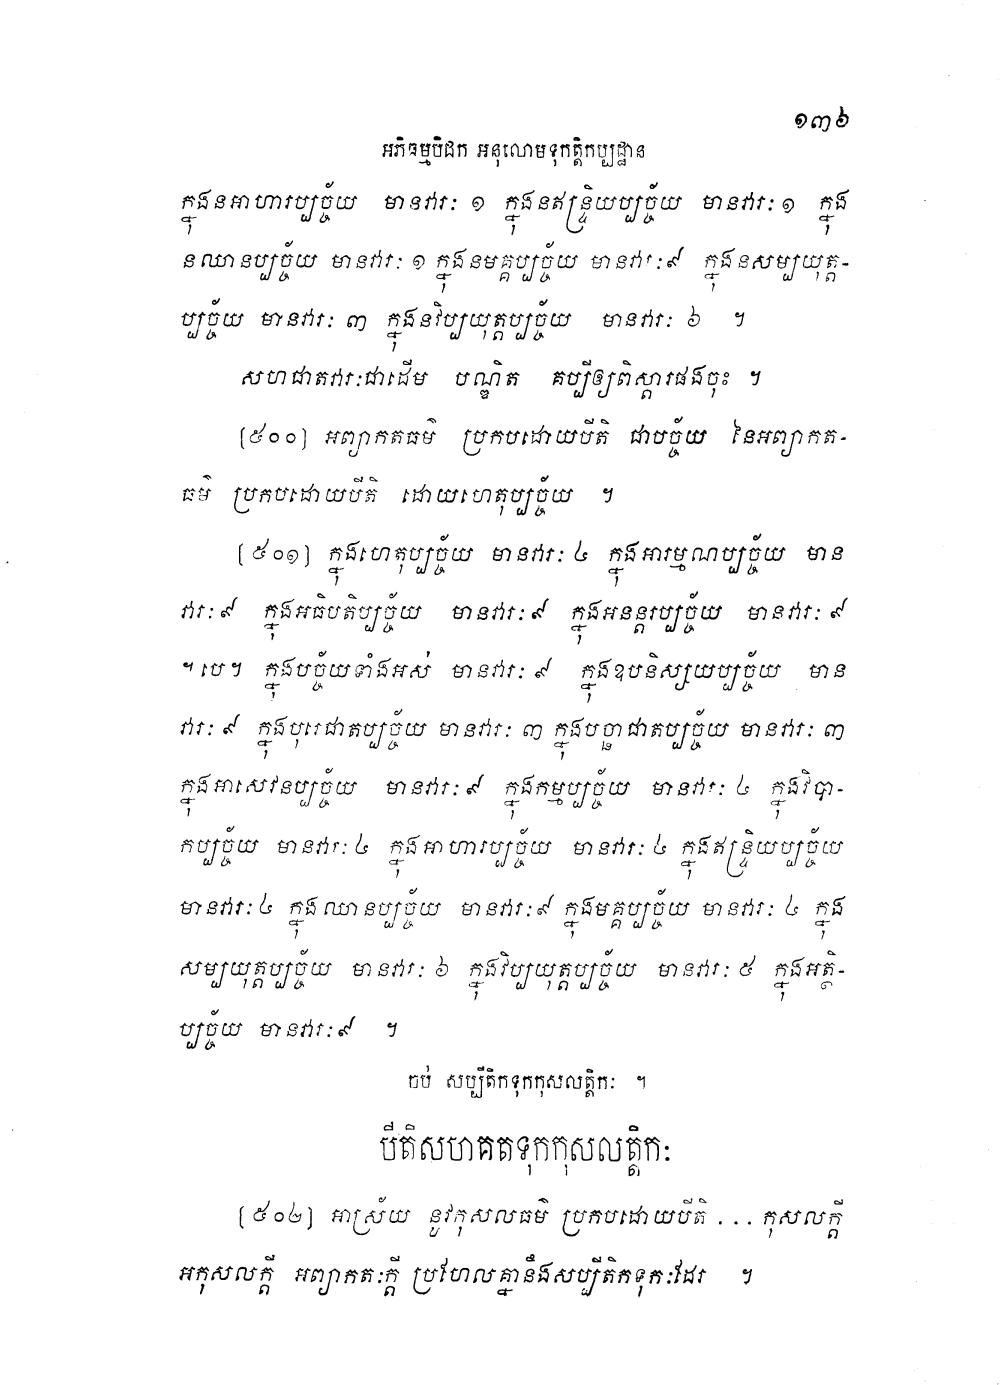 ១៣៦
អភិធម្មបិដក អនុលោមទុកត្តិកប្បដ្ឋាន
ក្នុងនអាហារប្បច្ច័យ មានវារៈ ១ ក្នុងនឥន្ទ្រិយប្បច្ច័យ មានវារៈ ១ ក្នុង
នឈានប្បច្ច័យ មានវារៈ ១ ក្នុងនមគ្គប្បច្ច័យ មានវារៈ ៩ ក្នុងនសម្បយុត្ត-
ប្បច្ច័យ មានវារៈ ៣ ក្នុងនវិប្បយុត្តប្បច្ច័យ មានវារៈ ៦ ។
សហជាតវារៈជាដើម បណ្ឌិត គប្បីឲ្យពិស្តារផងចុះ ។
[៥០០] អព្យាកតធម៌ ប្រកបដោយបីតិ ជាបច្ច័យ នៃអព្យាកត-
ធម៌ ប្រកបដោយបីតិ ដោយហេតុប្បច្ច័យ ។
[៥០១] ក្នុងហេតុប្បច្ច័យ មានវារៈ ៤ ក្នុងអារម្មណប្បច្ច័យ មាន
វារៈ ៩ ក្នុងអធិបតិប្បច្ច័យ មានវារៈ ៩ ក្នុងអនន្តរប្បច្ច័យ មានវារៈ ៩
។ បេ ។ ក្នុងបច្ច័យទាំងអស់ មានវារៈ ៩ ក្នុងឧបនិស្សយប្បច្ច័យ មាន
វារៈ ៩ ក្នុងបុរេជាតប្បច្ច័យ មានវារៈ ៣ ក្នុងបច្ឆាជាតប្បច្ច័យ មានវារៈ ៣
ក្នុងអាសេវនប្បច្ច័យ មានវារៈ ៩ ក្នុងកម្មប្បច្ច័យ មានវារៈ ៤ ក្នុងវិបា-
កប្បច្ច័យ មានវារៈ ៤ ក្នុងអាហារប្បច្ច័យ មានវារៈ ៤ ក្នុងឥន្ទ្រិយប្បច្ច័យ
មានវារៈ ៤ ក្នុងឈានប្បច្ច័យ មានវារៈ ៩ ក្នុងមគ្គប្បច្ច័យ មានវារៈ ៤ ក្នុង
សម្បយុត្តប្បច្ច័យ មានវារៈ ៦ ក្នុងវិប្បយុត្តប្បច្ច័យ មានវារៈ ៥ ក្នុងអត្ថិ-
ប្បច្ច័យ មានវារៈ ៩ ។
ចប់ សប្បីតិកទុកកុសលត្តិកៈ ។
បីតិសហគតទុកកុសលត្តិកៈ
[៥០២] អាស្រ័យ នូវកុសលធម៌ ប្រកបដោយបីតិ ... កុសលក្តី
អកុសលក្តី អព្យាកតៈក្តី ប្រហែលគ្នានឹងសប្បីតិកទុកៈដែរ ។